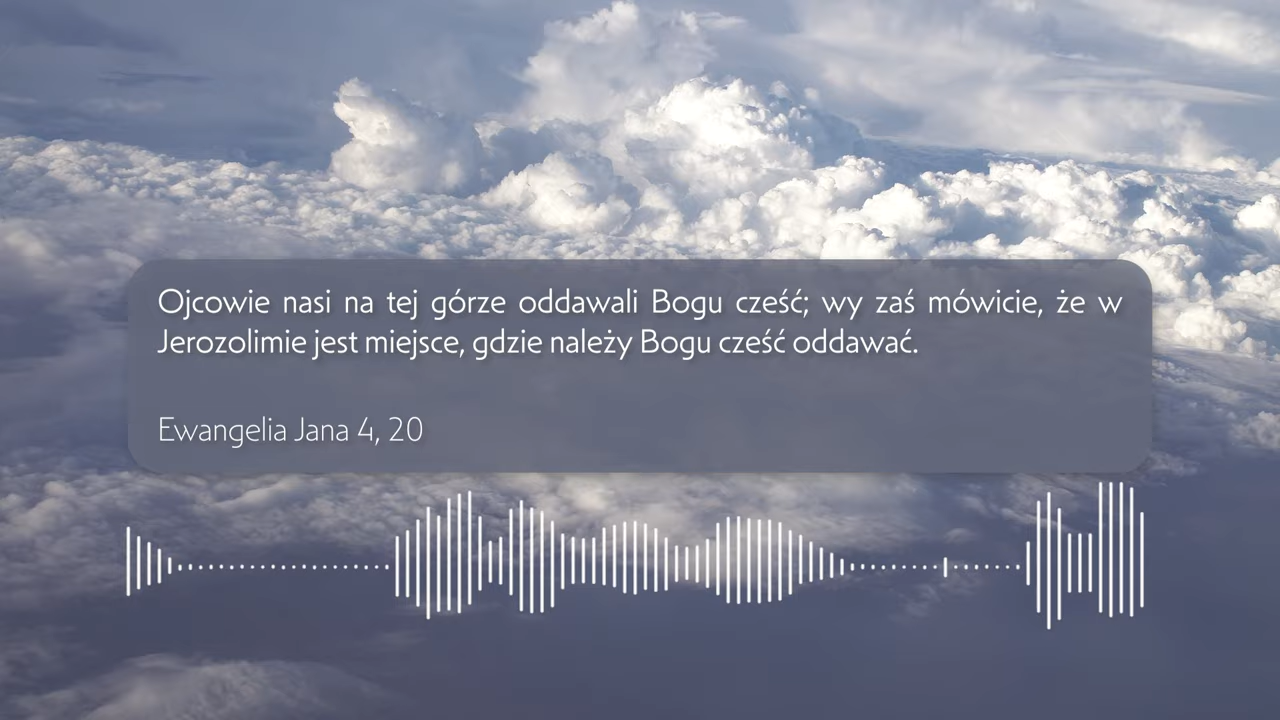 Ojcowie nasi na tej górze oddawali Bogu cześć; wy zaś mówicie, że w
Jerozolimie jest miejsce, gdzie należy Bogu cześć oddawać.
Ewangelia Jana 4, 20